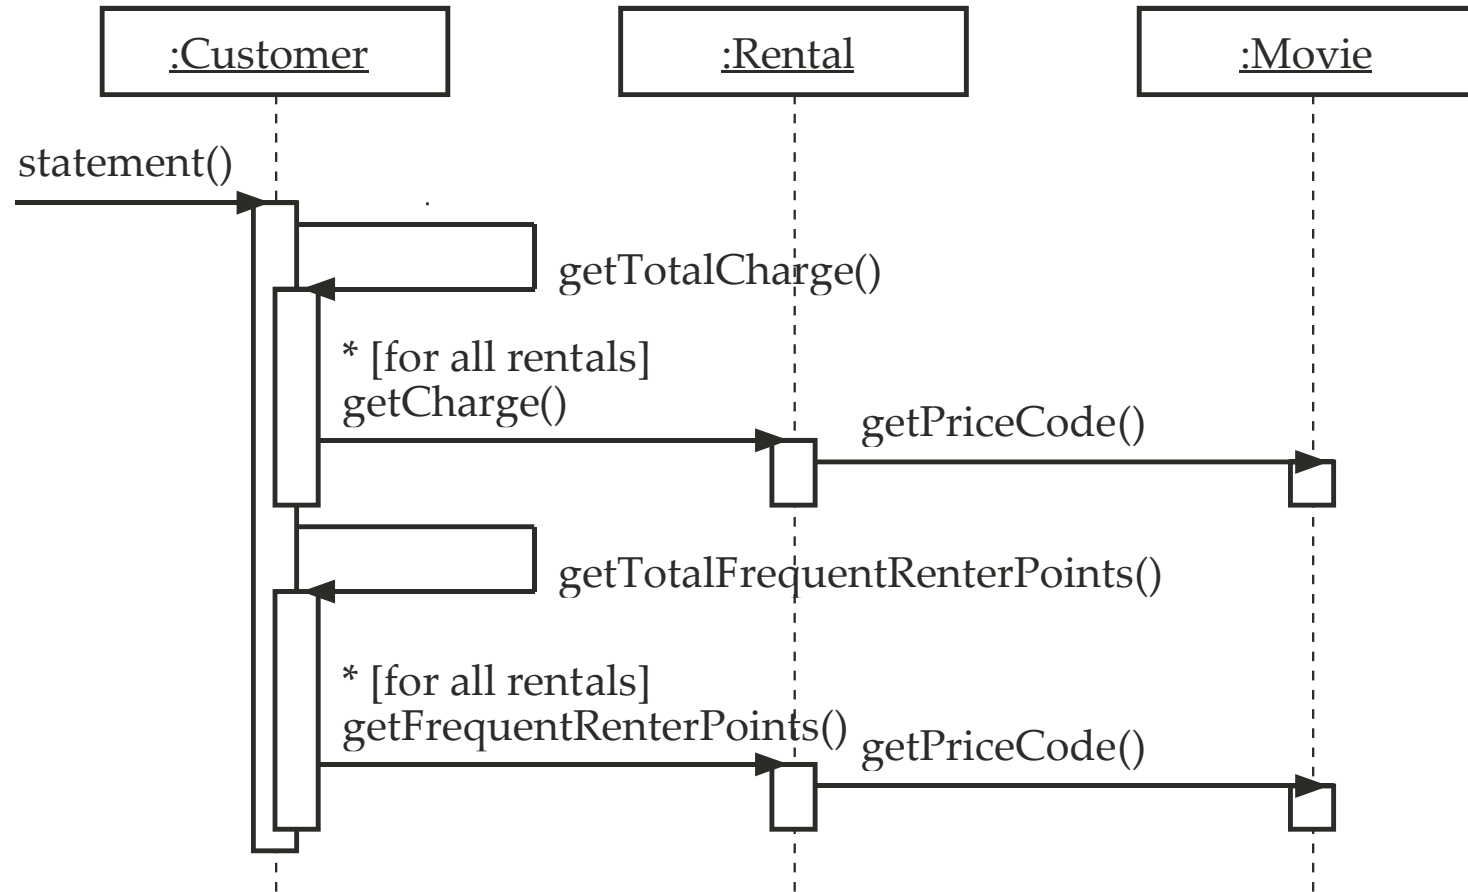 :Customer
:Rental
:Movie
statement()
getTotalCharge()
* [for all rentals]
getCharge()
getPriceCode()
getTotalFrequentRenterPoints()
* [for all rentals]
getFrequentRenterPoints()
getPriceCode()